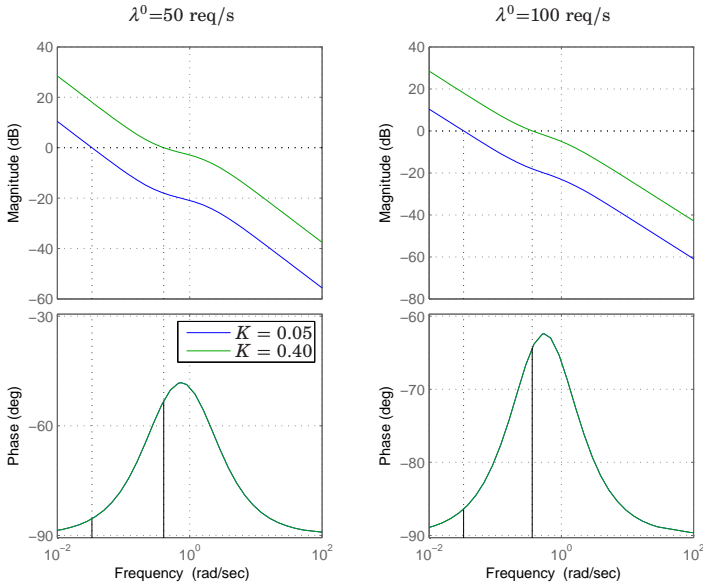 λ⁰=50 req/s
40
20
0
−20
−40
−60
Magnitude (dB)
−30
−60
−90
Phase (deg)
K = 0.05
K = 0.40
10⁻²
10⁰
10²
Frequency (rad/sec)
λ⁰=100 req/s
40
20
0
−20
−40
−60
−80
Magnitude (dB)
−60
−70
−80
−90
Phase (deg)
10⁻²
10⁰
10²
Frequency (rad/sec)